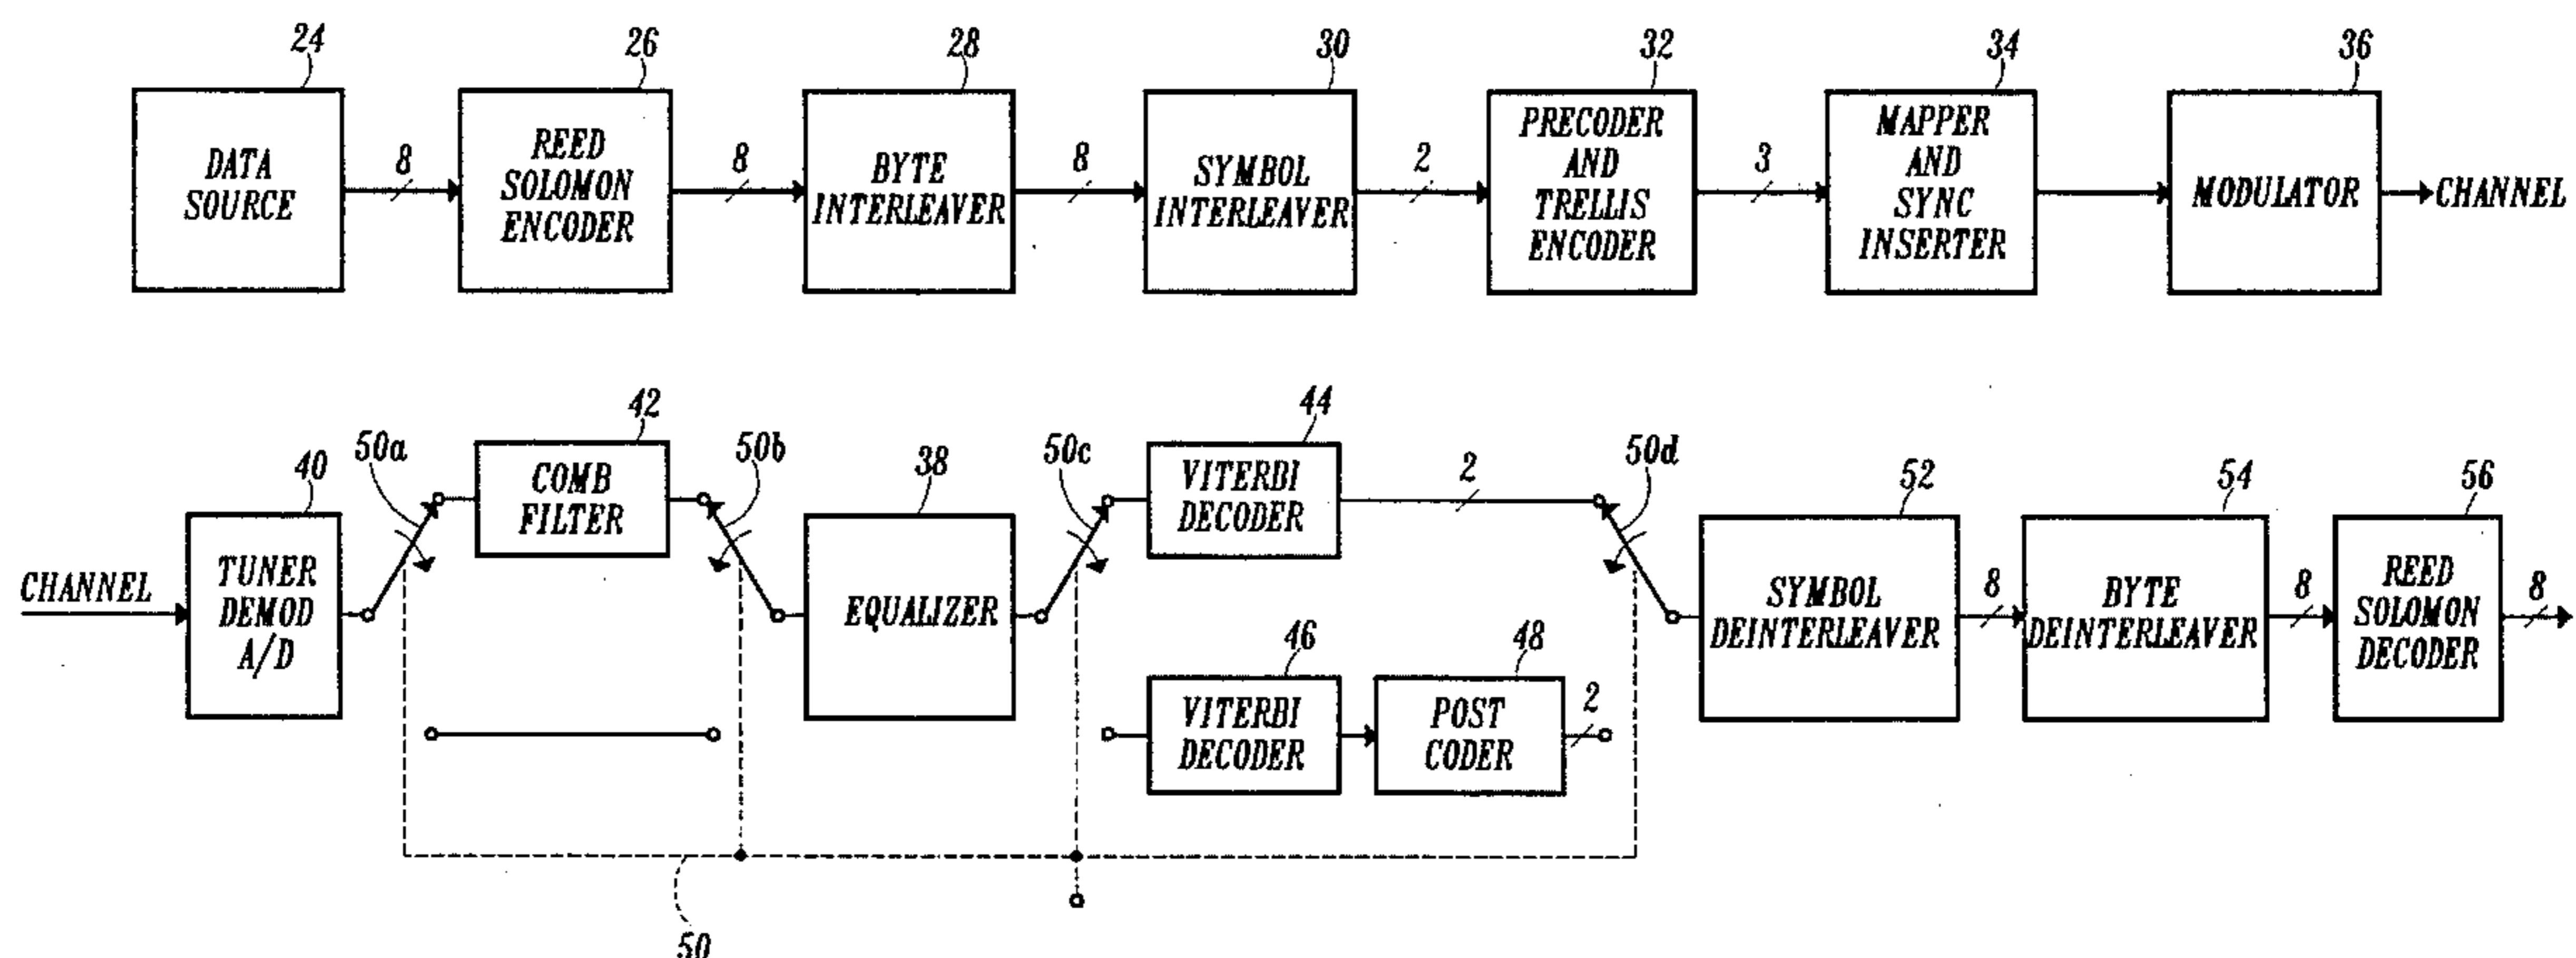 24
26
28
30
32
34
36
DATA
SOURCE
8
REED
SOLOMON
ENCODER
8
BYTE
INTERLEAVER
8
SYMBOL
INTERLEAVER
2
PRECODER
AND
TRELLIS
ENCODER
3
MAPPER
AND
SYNC
INSERTER
MODULATOR
CHANNEL
CHANNEL
40
TUNER
DEMOD
A/D
50a
42
COMB
FILTER
50b
38
EQUALIZER
50c
44
VITERBI
DECODER
2
50d
46
VITERBI
DECODER
48
POST
CODER
2
52
SYMBOL
DEINTERLEAVER
8
54
BYTE
DEINTERLEAVER
8
56
REED
SOLOMON
DECODER
8
50